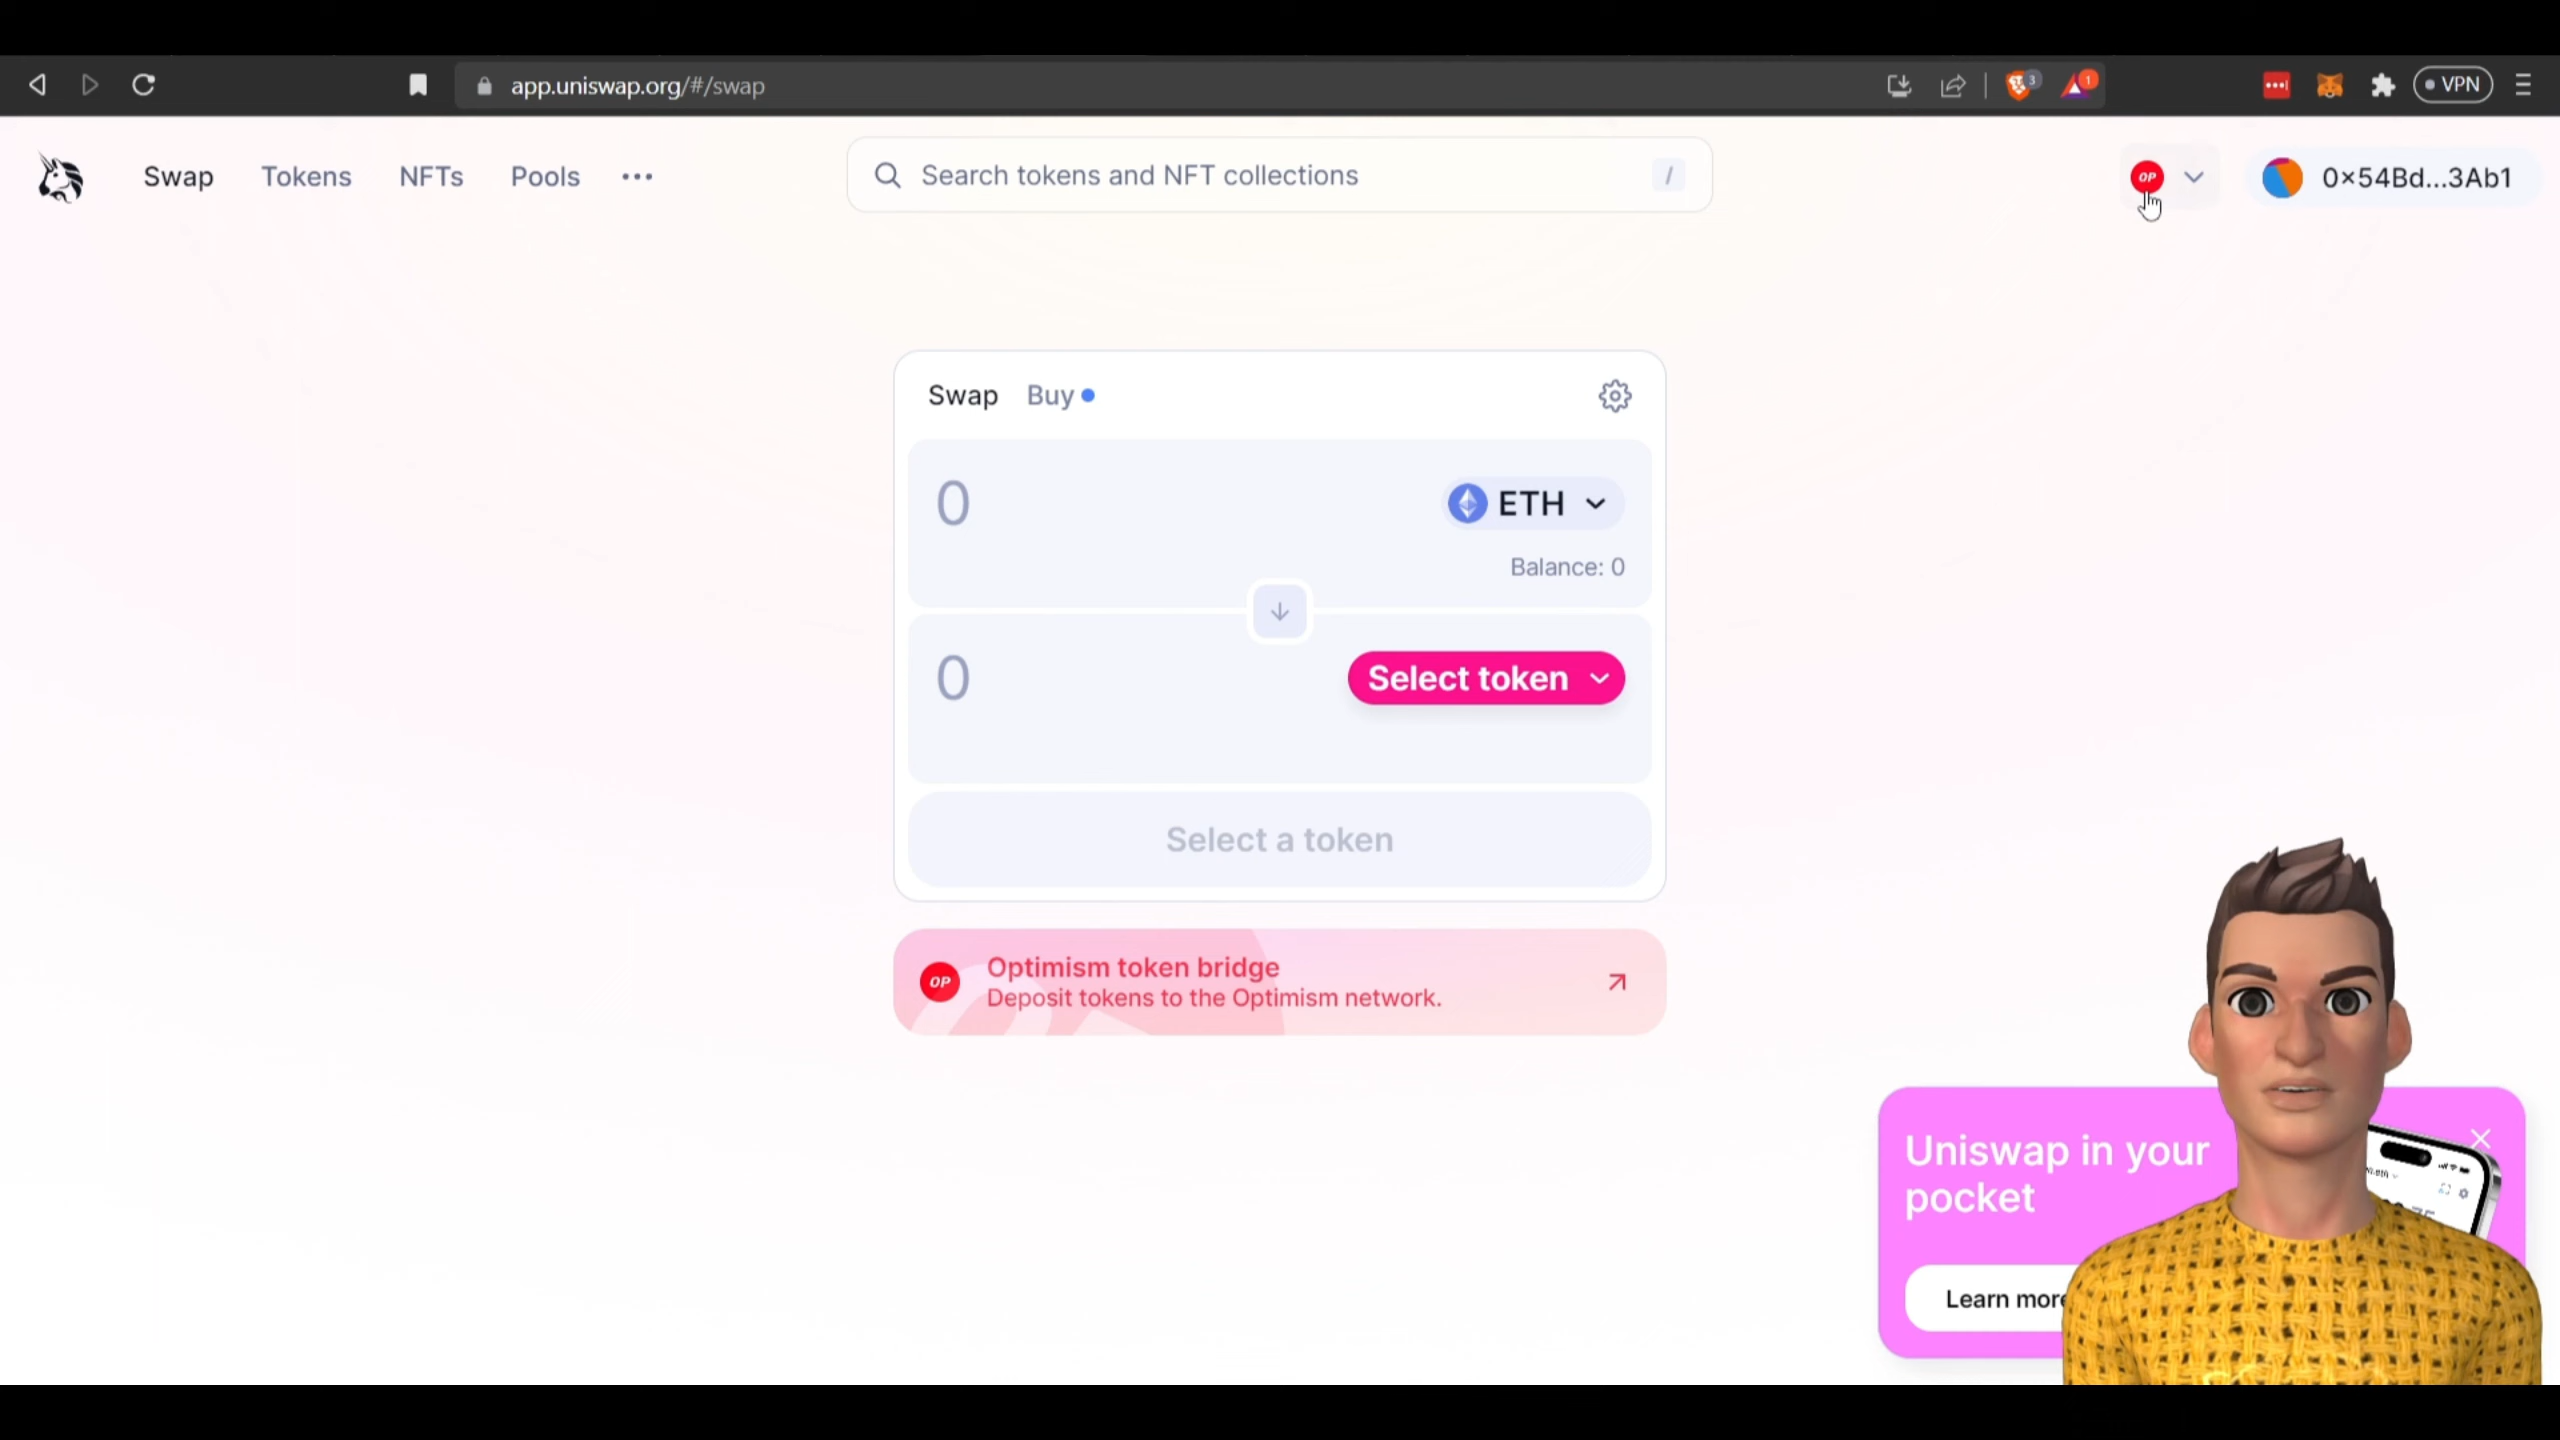 app.uniswap.org/#/swap
3
1
VPN
Swap
Tokens
NFTs
Pools
Search tokens and NFT collections
/
OP
0x54Bd...3Ab1
Swap
Buy
0
ETH
Balance: 0
0
Select token
Select a token
OP
Optimism token bridge
Deposit tokens to the Optimism network.
Uniswap in your
pocket
Learn more